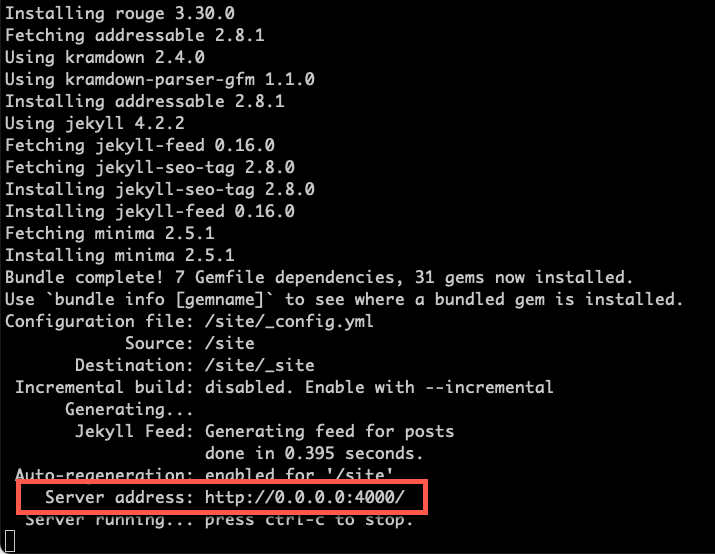 Installing rouge 3.30.0
Fetching addressable 2.8.1
Using kramdown 2.4.0
Using kramdown-parser-gfm 1.1.0
Installing addressable 2.8.1
Using jekyll 4.2.2
Fetching jekyll-feed 0.16.0
Fetching jekyll-seo-tag 2.8.0
Installing jekyll-seo-tag 2.8.0
Installing jekyll-feed 0.16.0
Fetching minima 2.5.1
Installing minima 2.5.1
Bundle complete! 7 Gemfile dependencies, 31 gems now installed.
Use `bundle info [gemname]` to see where a bundled gem is installed.
Configuration file: /site/_config.yml
Source: /site
Destination: /site/_site
Incremental build: disabled. Enable with --incremental
Generating...
Jekyll Feed: Generating feed for posts
done in 0.395 seconds.
Auto-regeneration: enabled for '/site'
Server address: http://0.0.0.0:4000/
Server running... press ctrl-c to stop.